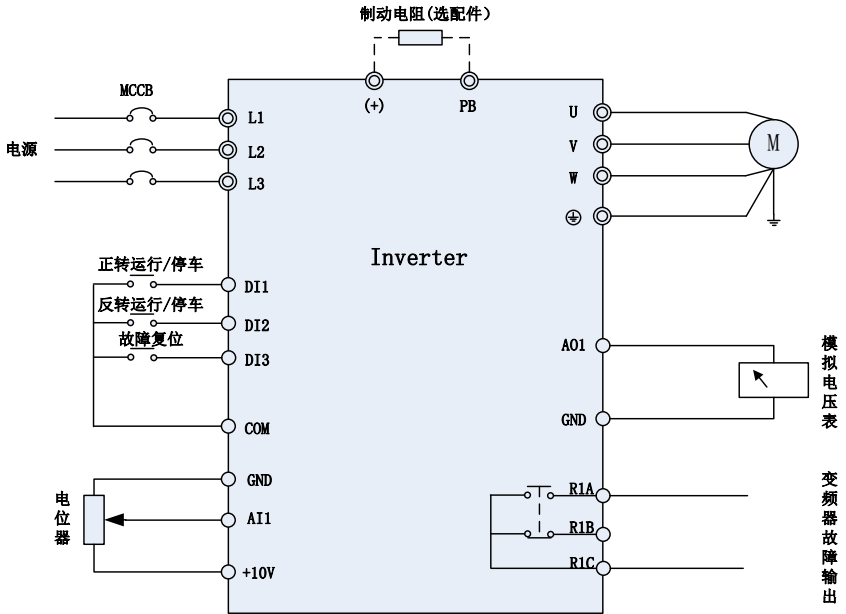 制动电阻(选配件)
(+)
PB
MCCB
电源
L1
L2
L3
U
V
W
M
Inverter
正转运行/停车
DI1
反转运行/停车
DI2
故障复位
DI3
COM
AO1
GND
模拟电压表
电位器
GND
AI1
+10V
R1A
R1B
R1C
变频器故障输出